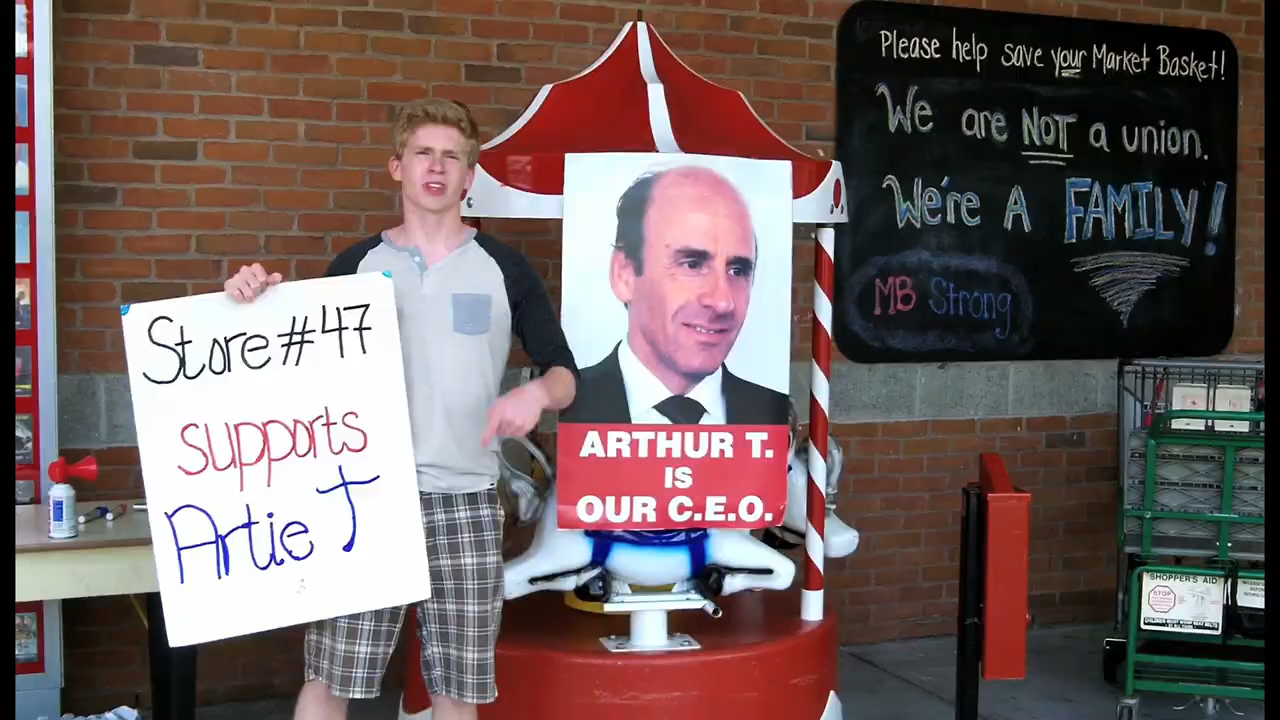 Store #47
supports
Artie T
ARTHUR T.
IS
OUR C.E.O.
Please help save your Market Basket!
We are NOT a union.
We're A FAMILY!
MB Strong
SHOPPER'S AID
STOP